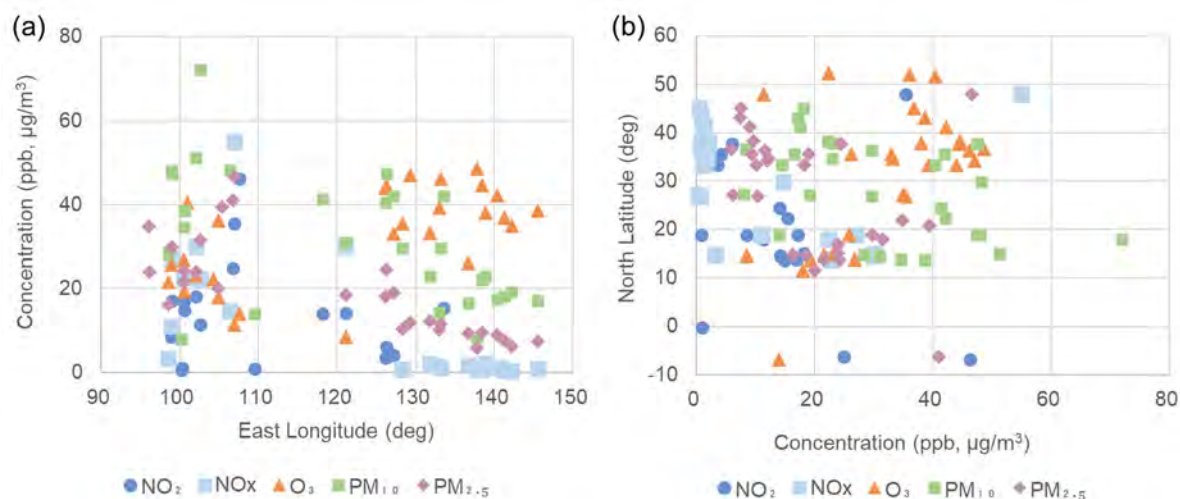 (a)
80
60
40
20
0
Concentration (ppb, μg/m³)
90 100 110 120 130 140 150
East Longitude (deg)
NO₂ NOx O₃ PM₁₀ PM₂.₅
(b)
60
50
40
30
20
10
0
-10
North Latitude (deg)
0 20 40 60 80
Concentration (ppb, μg/m³)
NO₂ NOx O₃ PM₁₀ PM₂.₅